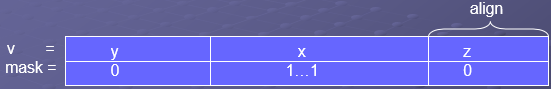 align
v = y x z
mask = 0 1…1 0